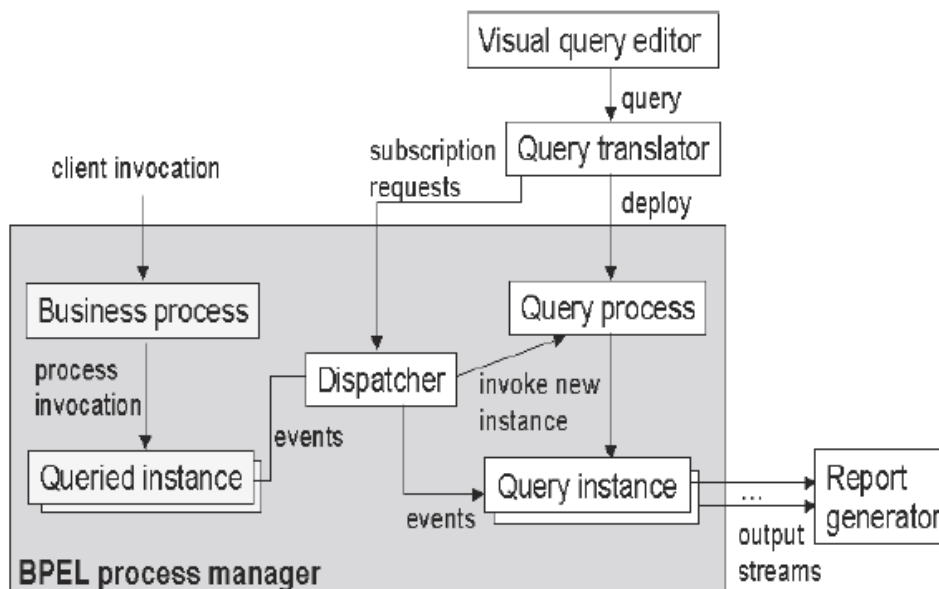 Visual query editor
query
Query translator
subscription
requests
client invocation
deploy
Business process
Query process
process
invocation
Dispatcher
invoke new
instance
events
Queried instance
Query instance
events
...
Report
generator
output
streams
BPEL process manager